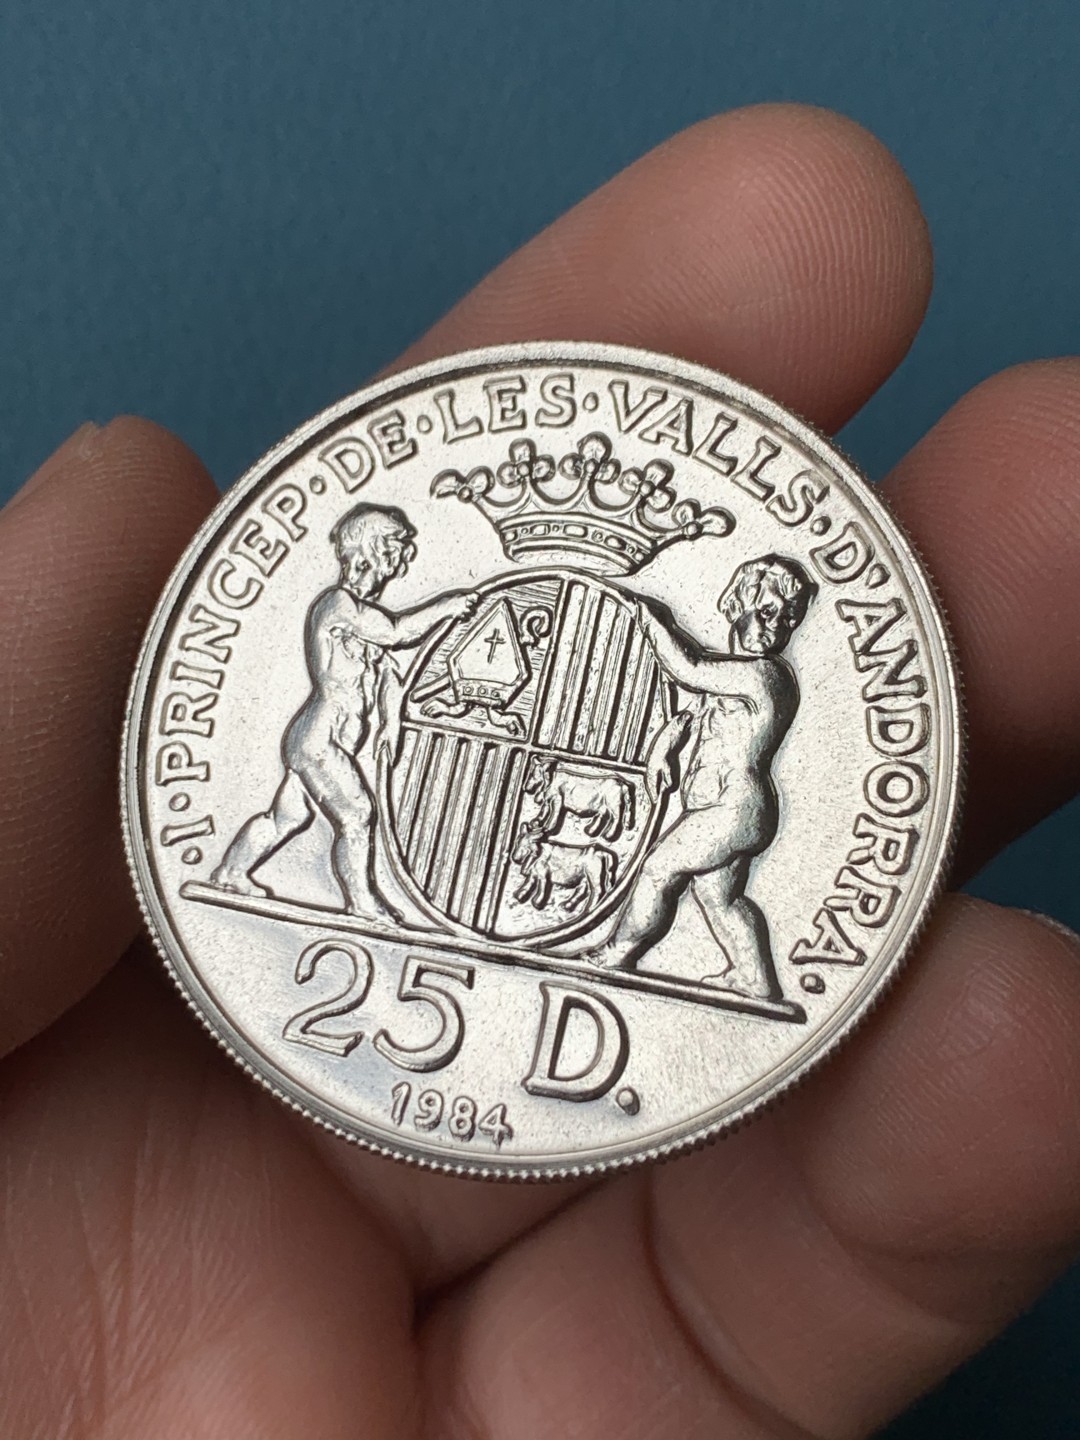 ·I·PRINCEP·DE·LES·VALLS·D'ANDORRA·
25 D.
1984